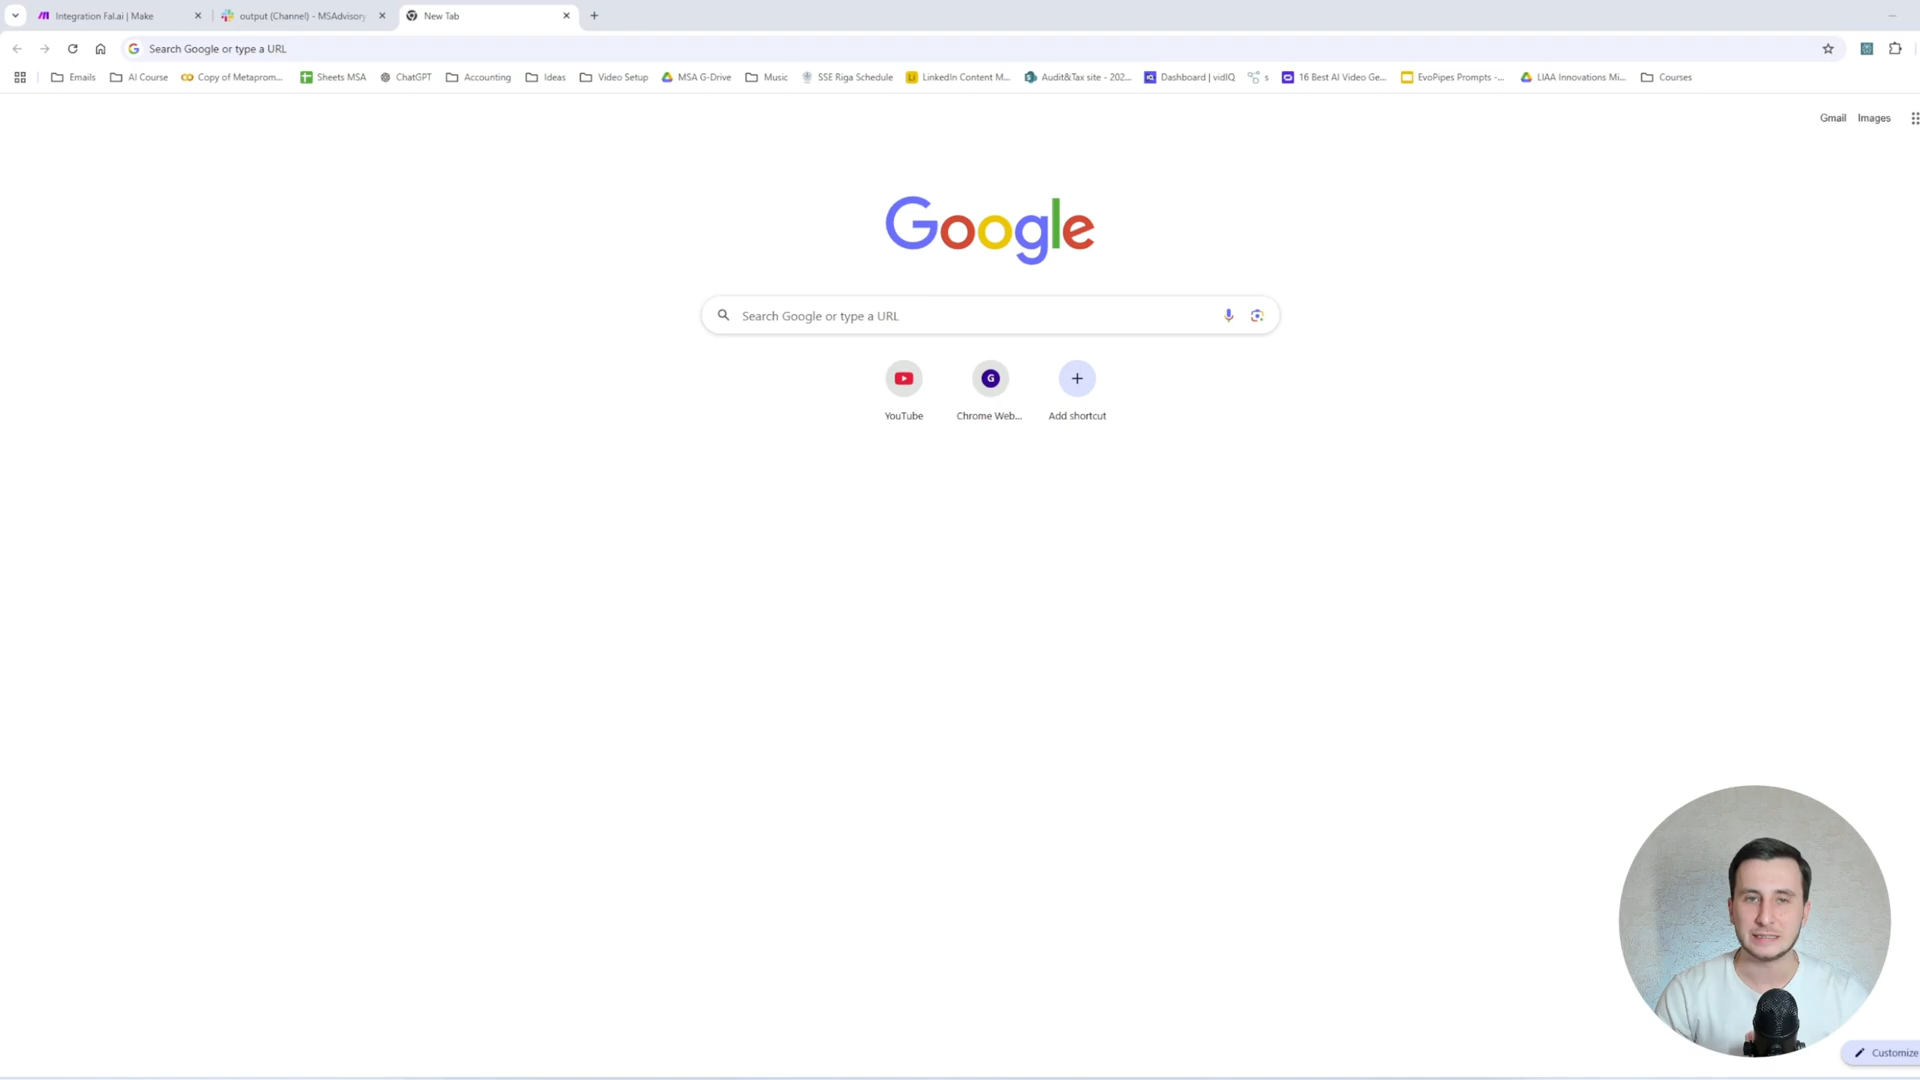 Integration Fal.ai | Make
output (Channel) - MSAdvisory
New Tab
Search Google or type a URL
Emails
AI Course
Copy of Metaprom...
Sheets MSA
ChatGPT
Accounting
Ideas
Video Setup
MSA G-Drive
Music
SSE Riga Schedule
LinkedIn Content M...
Audit&Tax site - 202...
Dashboard | vidIQ
s
16 Best AI Video Ge...
EvoPipes Prompts -...
LIAA Innovations Mi...
Courses
Gmail
Images
Google
Search Google or type a URL
YouTube
G
Chrome Web...
Add shortcut
Customize